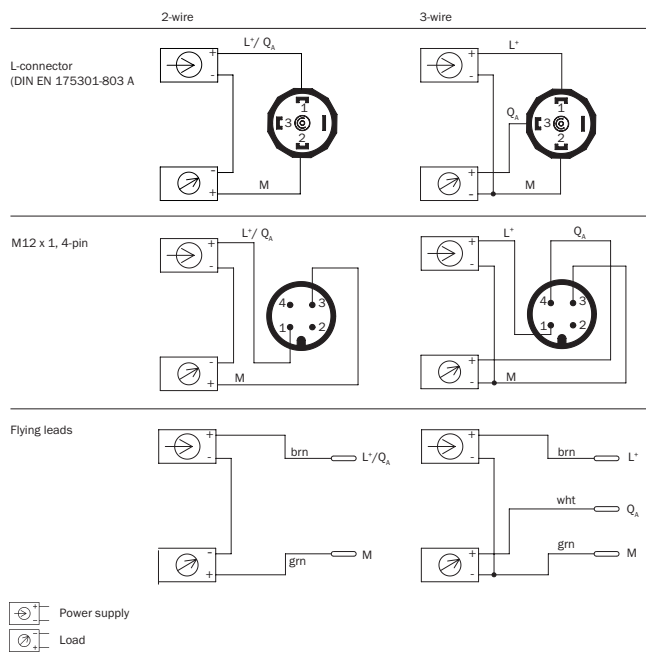 2-wire 3-wire
L-connector
(DIN EN 175301-803 A
+ L⁺/ Q_A
-
1
3
2
-
+ M
+ L⁺
-
Q_A
1
3
2
+
- M
M12 x 1, 4-pin
+ L⁺/ Q_A
-
4 3
1 2
-
+ M
+ L⁺ Q_A
-
4 3
1 2
+
- M
Flying leads
+
brn L⁺/Q_A
-
-
+ grn M
+
brn L⁺
-
wht Q_A
+
grn M
-
+
- Power supply
-
+ Load